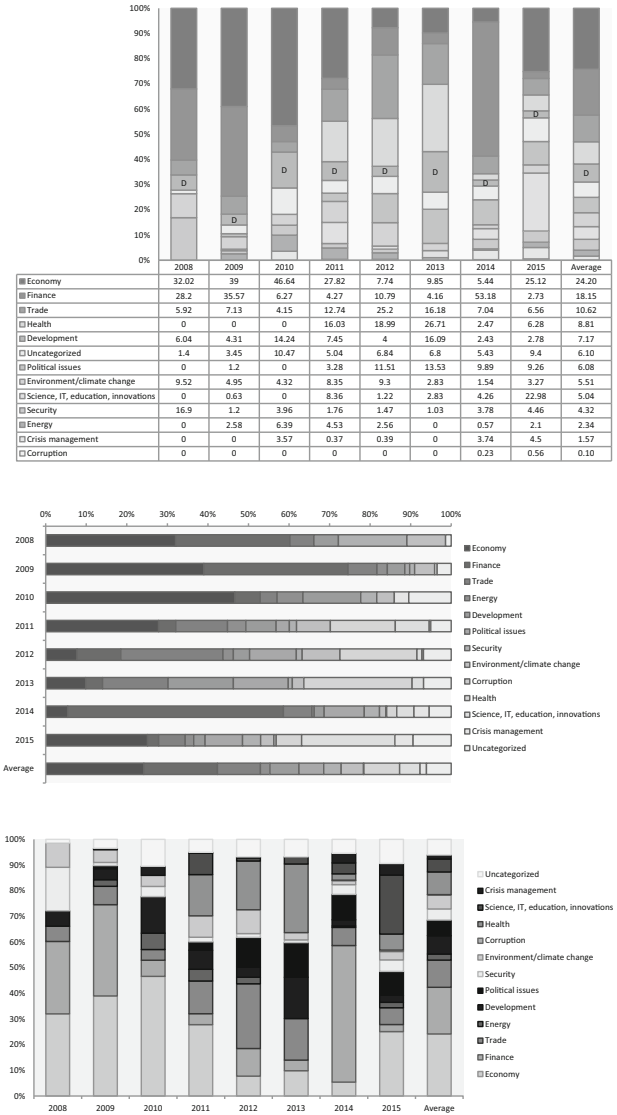 100%
90%
80%
70%
60%
50%
40%
30%
20%
10%
0%
D D D D D D D D D
2008 2009 2010 2011 2012 2013 2014 2015 Average
Economy 32.02 39 46.64 27.82 7.74 9.85 5.44 25.12 24.20
Finance 28.2 35.57 6.27 4.27 10.79 4.16 53.18 2.73 18.15
Trade 5.92 7.13 4.15 12.74 25.2 16.18 7.04 6.56 10.62
Health 0 0 0 16.03 18.99 26.71 2.47 6.28 8.81
Development 6.04 4.31 14.24 7.45 4 16.09 2.43 2.78 7.17
Uncategorized 1.4 3.45 10.47 5.04 6.84 6.8 5.43 9.4 6.10
Political issues 0 1.2 0 3.28 11.51 13.53 9.89 9.26 6.08
Environment/climate change 9.52 4.95 4.32 8.35 9.3 2.83 1.54 3.27 5.51
Science, IT, education, innovations 0 0.63 0 8.36 1.22 2.83 4.26 22.98 5.04
Security 16.9 1.2 3.96 1.76 1.47 1.03 3.78 4.46 4.32
Energy 0 2.58 6.39 4.53 2.56 0 0.57 2.1 2.34
Crisis management 0 0 3.57 0.37 0.39 0 3.74 4.5 1.57
Corruption 0 0 0 0 0 0 0.23 0.56 0.10
0% 10% 20% 30% 40% 50% 60% 70% 80% 90% 100%
2008
2009
2010
2011
2012
2013
2014
2015
Average
Economy
Finance
Trade
Energy
Development
Political issues
Security
Environment/climate change
Corruption
Health
Science, IT, education, innovations
Crisis management
Uncategorized
100%
90%
80%
70%
60%
50%
40%
30%
20%
10%
0%
2008 2009 2010 2011 2012 2013 2014 2015 Average
Uncategorized
Crisis management
Science, IT, education, innovations
Health
Corruption
Environment/climate change
Security
Political issues
Development
Energy
Trade
Finance
Economy